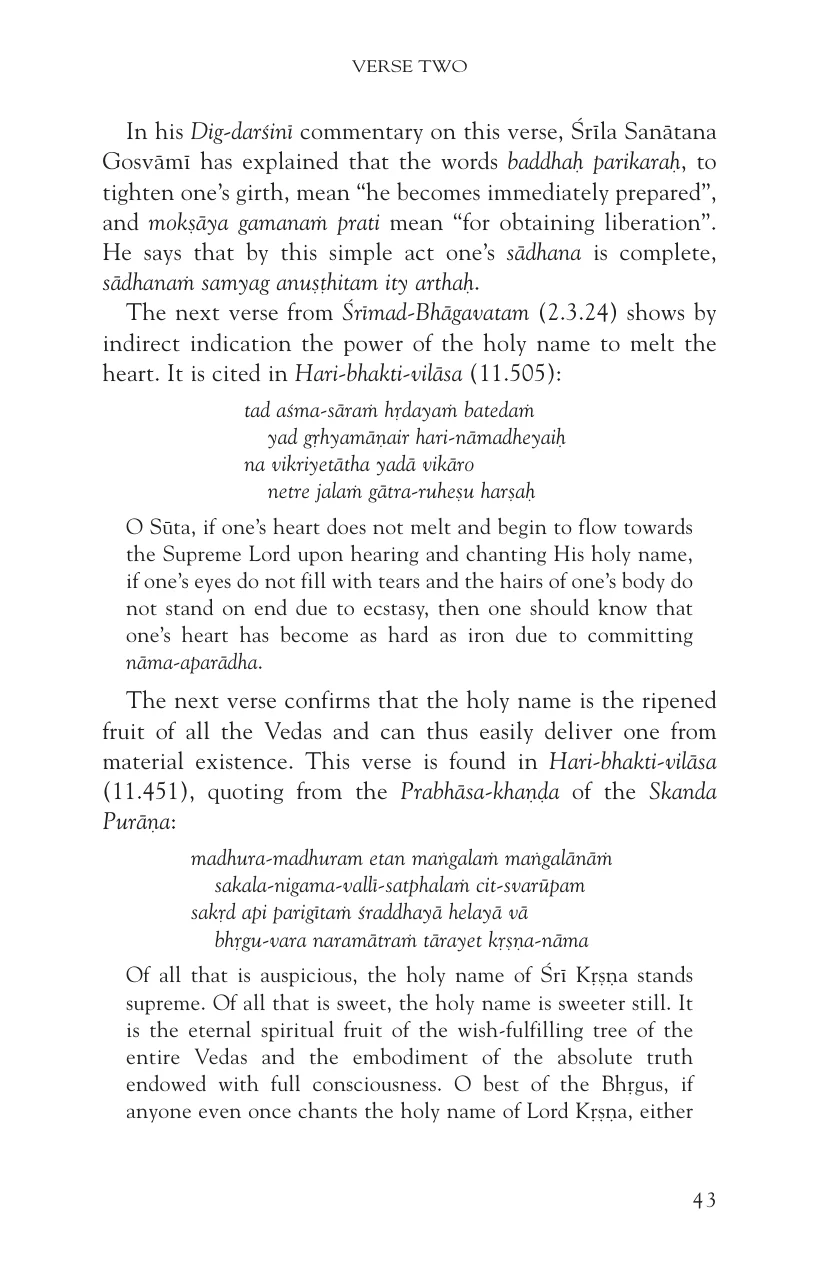 VERSE TWO
In his Dig-darśinī commentary on this verse, Śrīla Sanātana
Gosvāmī has explained that the words baddhaḥ parikaraḥ, to
tighten one’s girth, mean “he becomes immediately prepared”,
and mokṣāya gamanaṁ prati mean “for obtaining liberation”.
He says that by this simple act one’s sādhana is complete,
sādhanaṁ samyag anuṣṭhitam ity arthaḥ.
The next verse from Śrīmad-Bhāgavatam (2.3.24) shows by
indirect indication the power of the holy name to melt the
heart. It is cited in Hari-bhakti-vilāsa (11.505):
tad aśma-sāraṁ hṛdayaṁ batedaṁ
yad gṛhyamāṇair hari-nāmadheyaiḥ
na vikriyetātha yadā vikāro
netre jalaṁ gātra-ruheṣu harṣaḥ
O Sūta, if one’s heart does not melt and begin to flow towards
the Supreme Lord upon hearing and chanting His holy name,
if one’s eyes do not fill with tears and the hairs of one’s body do
not stand on end due to ecstasy, then one should know that
one’s heart has become as hard as iron due to committing
nāma-aparādha.
The next verse confirms that the holy name is the ripened
fruit of all the Vedas and can thus easily deliver one from
material existence. This verse is found in Hari-bhakti-vilāsa
(11.451), quoting from the Prabhāsa-khaṇḍa of the Skanda
Purāṇa:
madhura-madhuram etan maṅgalaṁ maṅgalānāṁ
sakala-nigama-vallī-satphalaṁ cit-svarūpam
sakṛd api parigītaṁ śraddhayā helayā vā
bhṛgu-vara naramātraṁ tārayet kṛṣṇa-nāma
Of all that is auspicious, the holy name of Śrī Kṛṣṇa stands
supreme. Of all that is sweet, the holy name is sweeter still. It
is the eternal spiritual fruit of the wish-fulfilling tree of the
entire Vedas and the embodiment of the absolute truth
endowed with full consciousness. O best of the Bhṛgus, if
anyone even once chants the holy name of Lord Kṛṣṇa, either
43